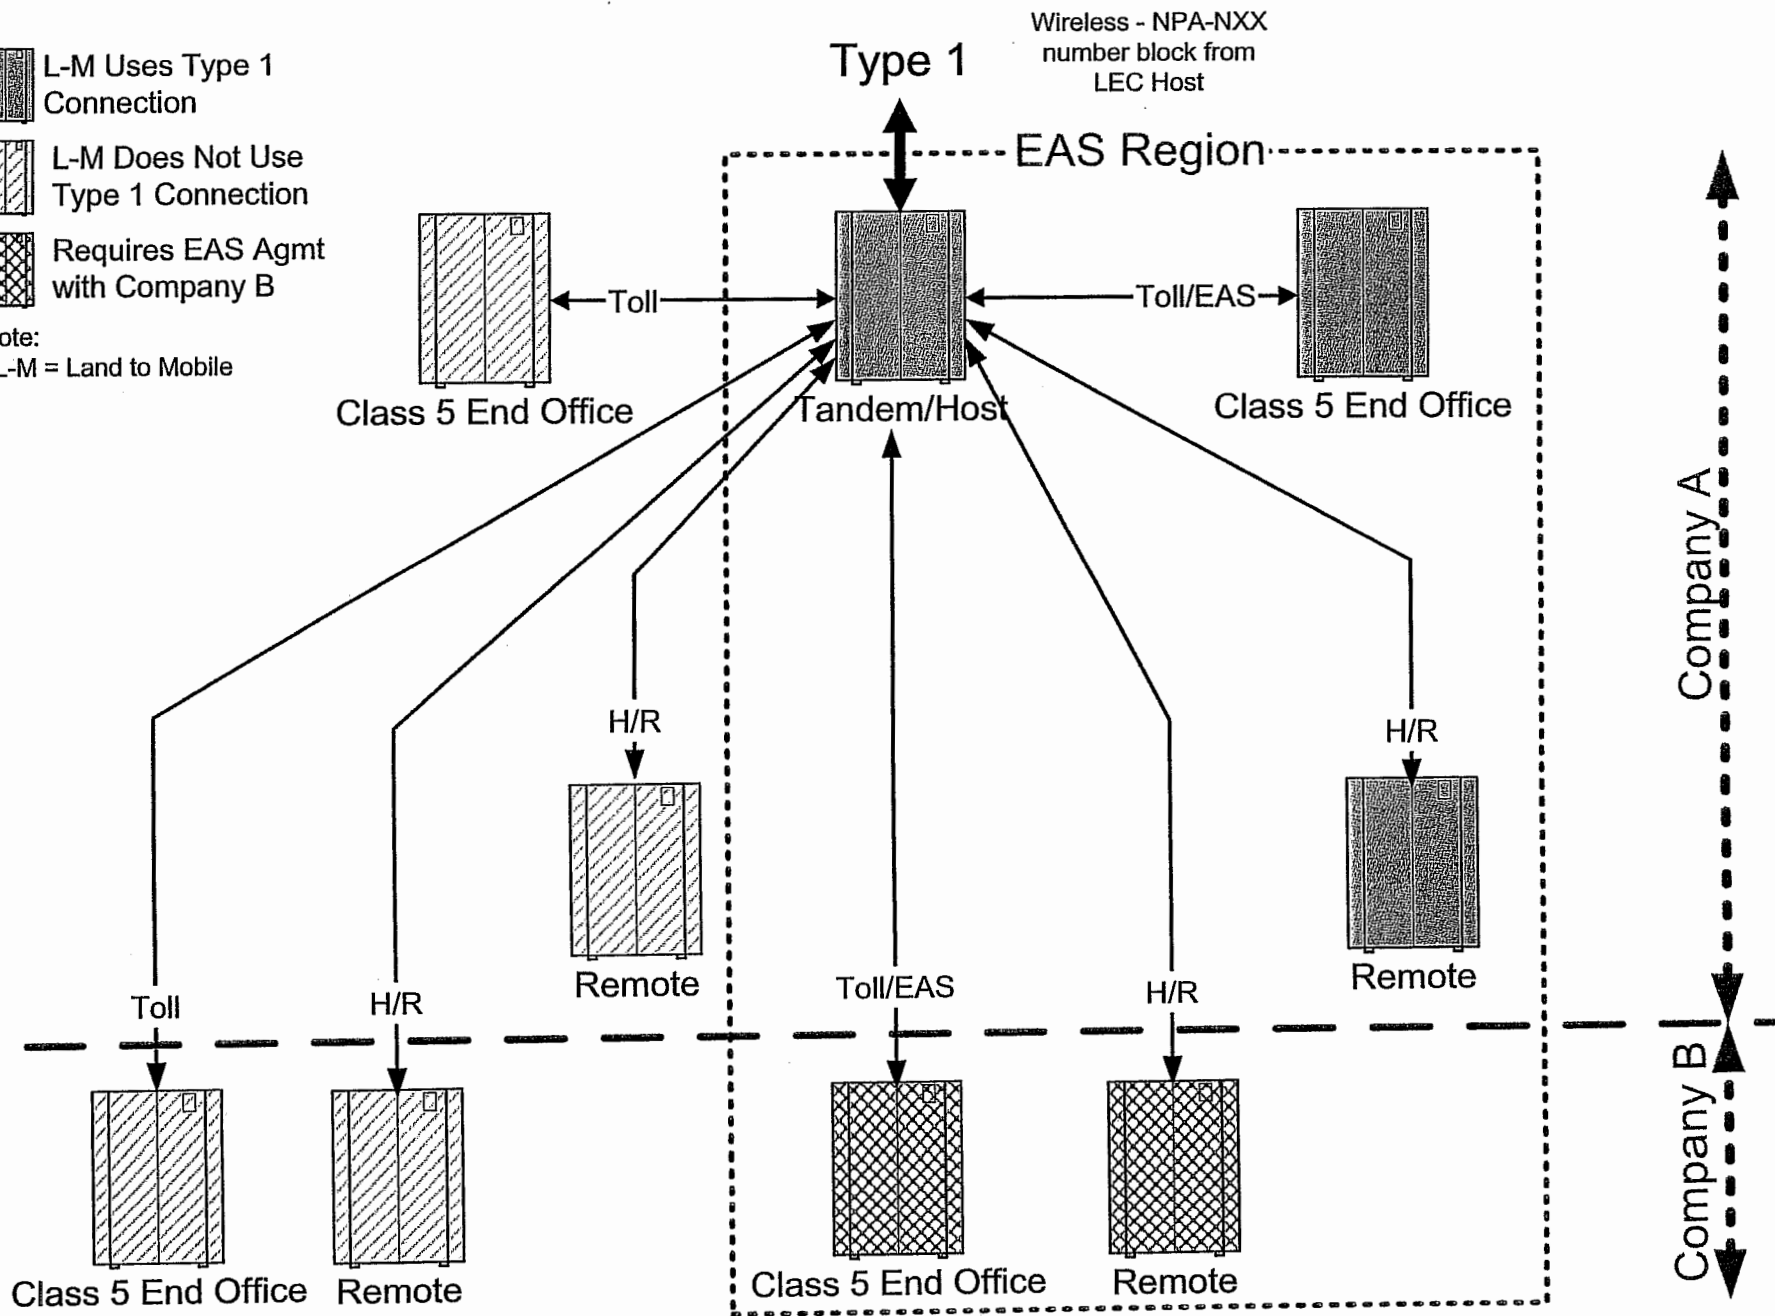 L-M Uses Type 1
Connection
L-M Does Not Use
Type 1 Connection
Requires EAS Agmt
with Company B
ote:
L-M = Land to Mobile
Type 1
Wireless - NPA-NXX
number block from
LEC Host
EAS Region
Toll
Toll/EAS
Class 5 End Office
Tandem/Host
Class 5 End Office
Company A
H/R
H/R
Remote
Remote
Toll
H/R
Toll/EAS
H/R
Company B
Class 5 End Office
Remote
Class 5 End Office
Remote